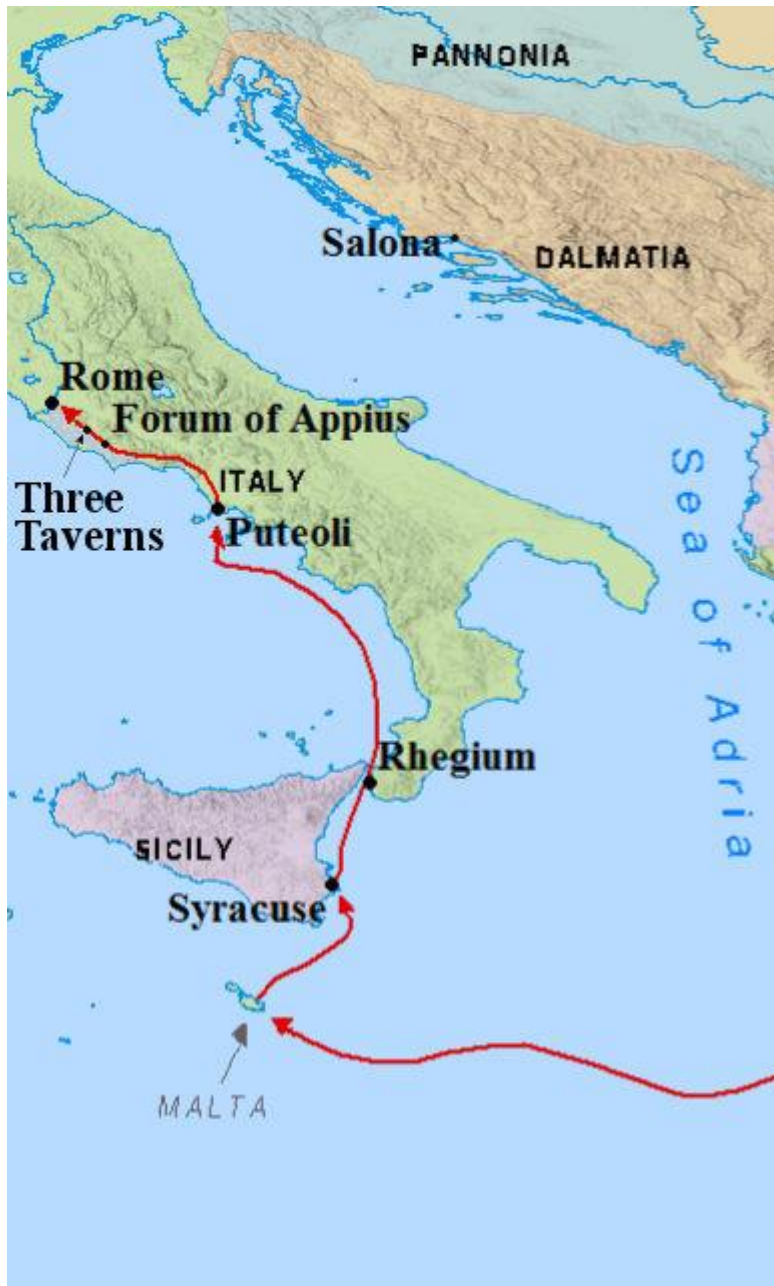 PANNONIA
Salona
DALMATIA
Rome
Forum of Appius
ITALY
Three
Taverns
Puteoli
Sea of Adria
Rhegium
SICILY
Syracuse
MALTA